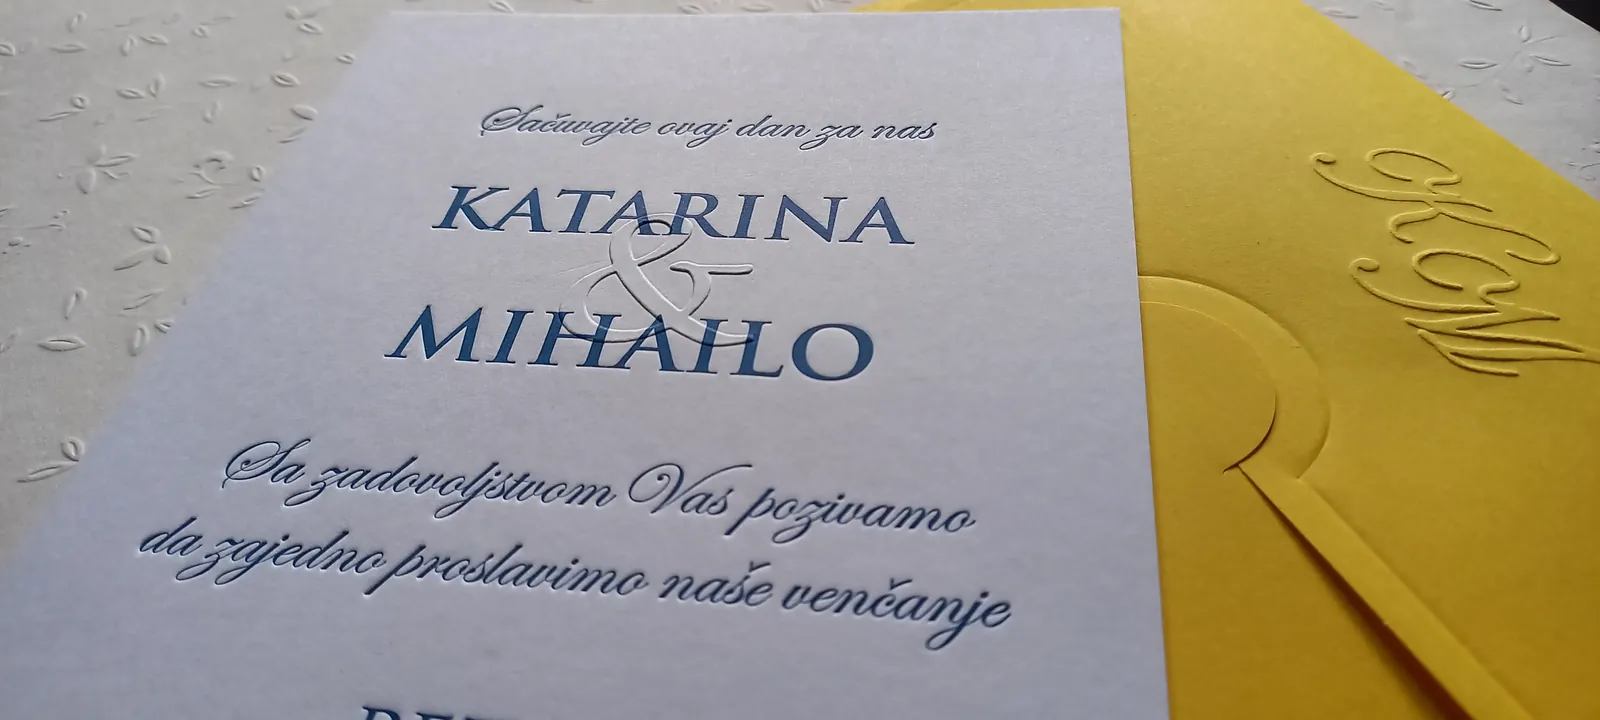 Sačuvajte ovaj dan za nas
KATARINA
&
MIHAILO
Sa zadovoljstvom Vas pozivamo
da zajedno proslavimo naše venčanje
K
M